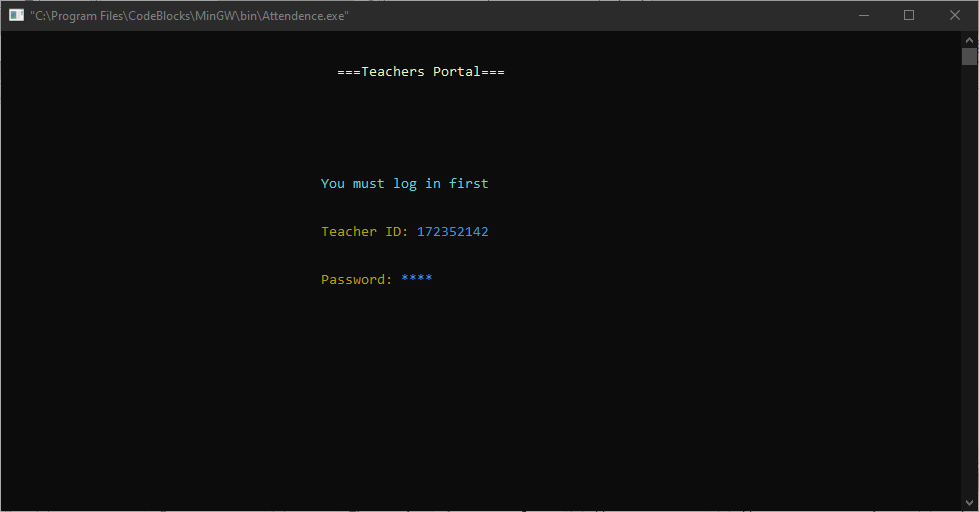 "C:\Program Files\CodeBlocks\MinGW\bin\Attendence.exe"
===Teachers Portal===
You must log in first
Teacher ID: 172352142
Password: ****